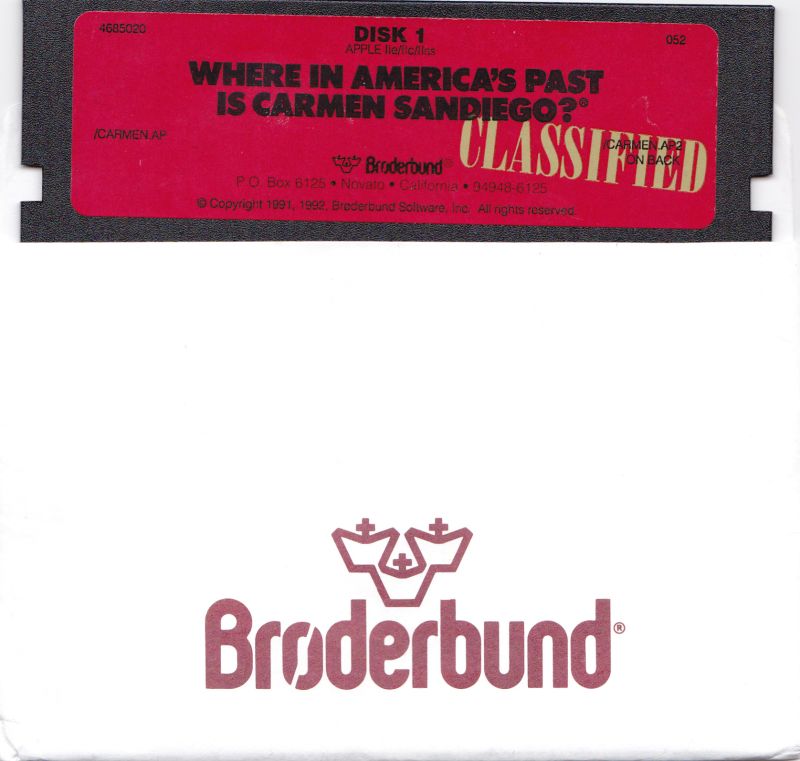 4685020
DISK 1
052
APPLE IIe/IIc/IIGS
WHERE IN AMERICA'S PAST
IS CARMEN SANDIEGO?®
/CARMEN.AP
CLASSIFIED
/CARMEN.AP2
ON BACK
Brøderbund®
P.O. Box 6125 • Novato • California • 94948-6125
© Copyright 1991, 1992, Brøderbund Software, Inc. All rights reserved.
Brøderbund®